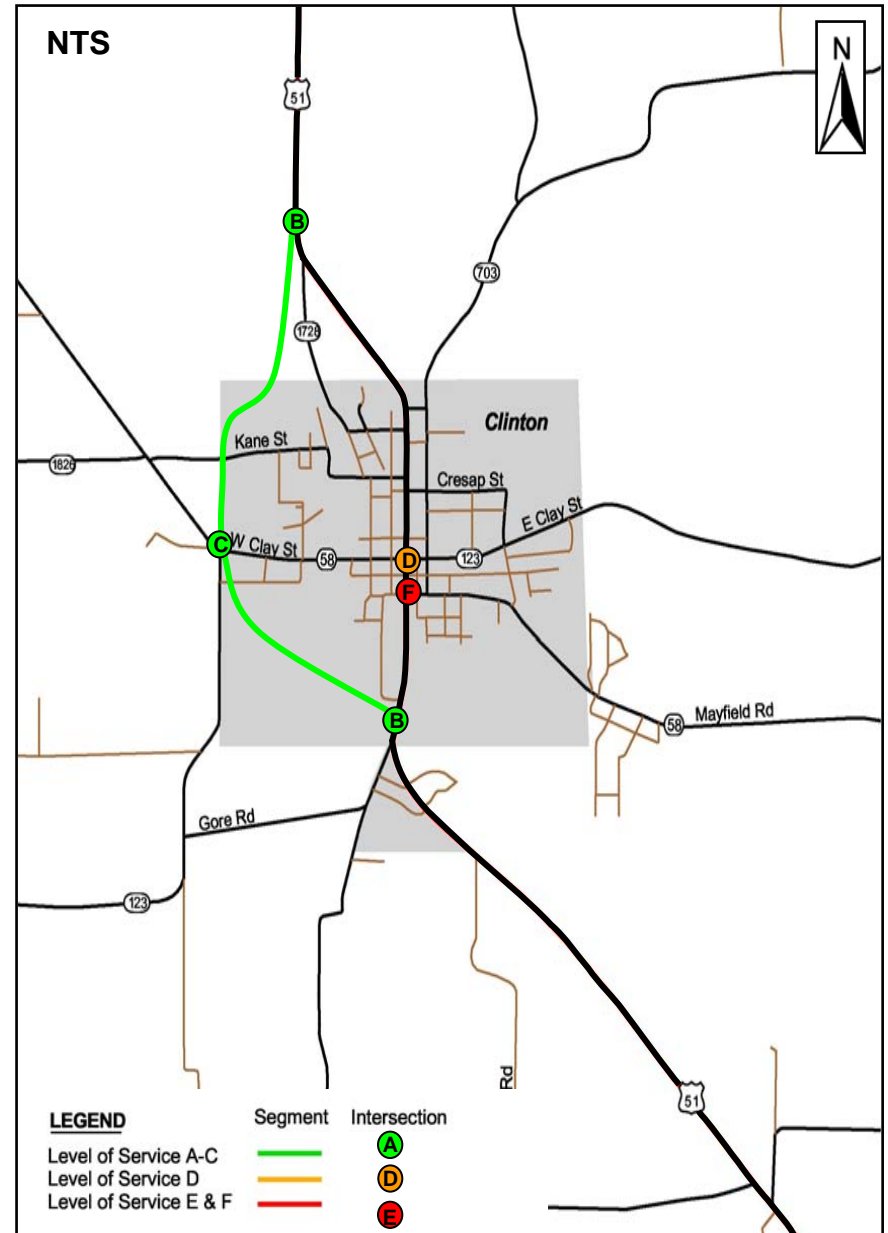 NTS
N
51
B
703
1728
Clinton
Kane St
1826
Cresap St
E Clay St
C
W Clay St
58
D
123
F
B
58
Mayfield Rd
Gore Rd
123
Rd
51
LEGEND
Segment
Intersection
Level of Service A-C
A
Level of Service D
D
Level of Service E & F
E